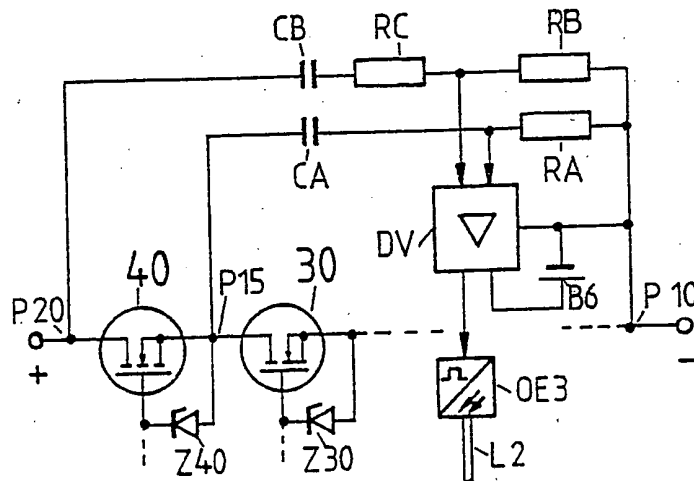 CB RC RB
CA RA
DV
B6
40 P15 30
P20 P 10
+ −
OE3
Z40 Z30 L2